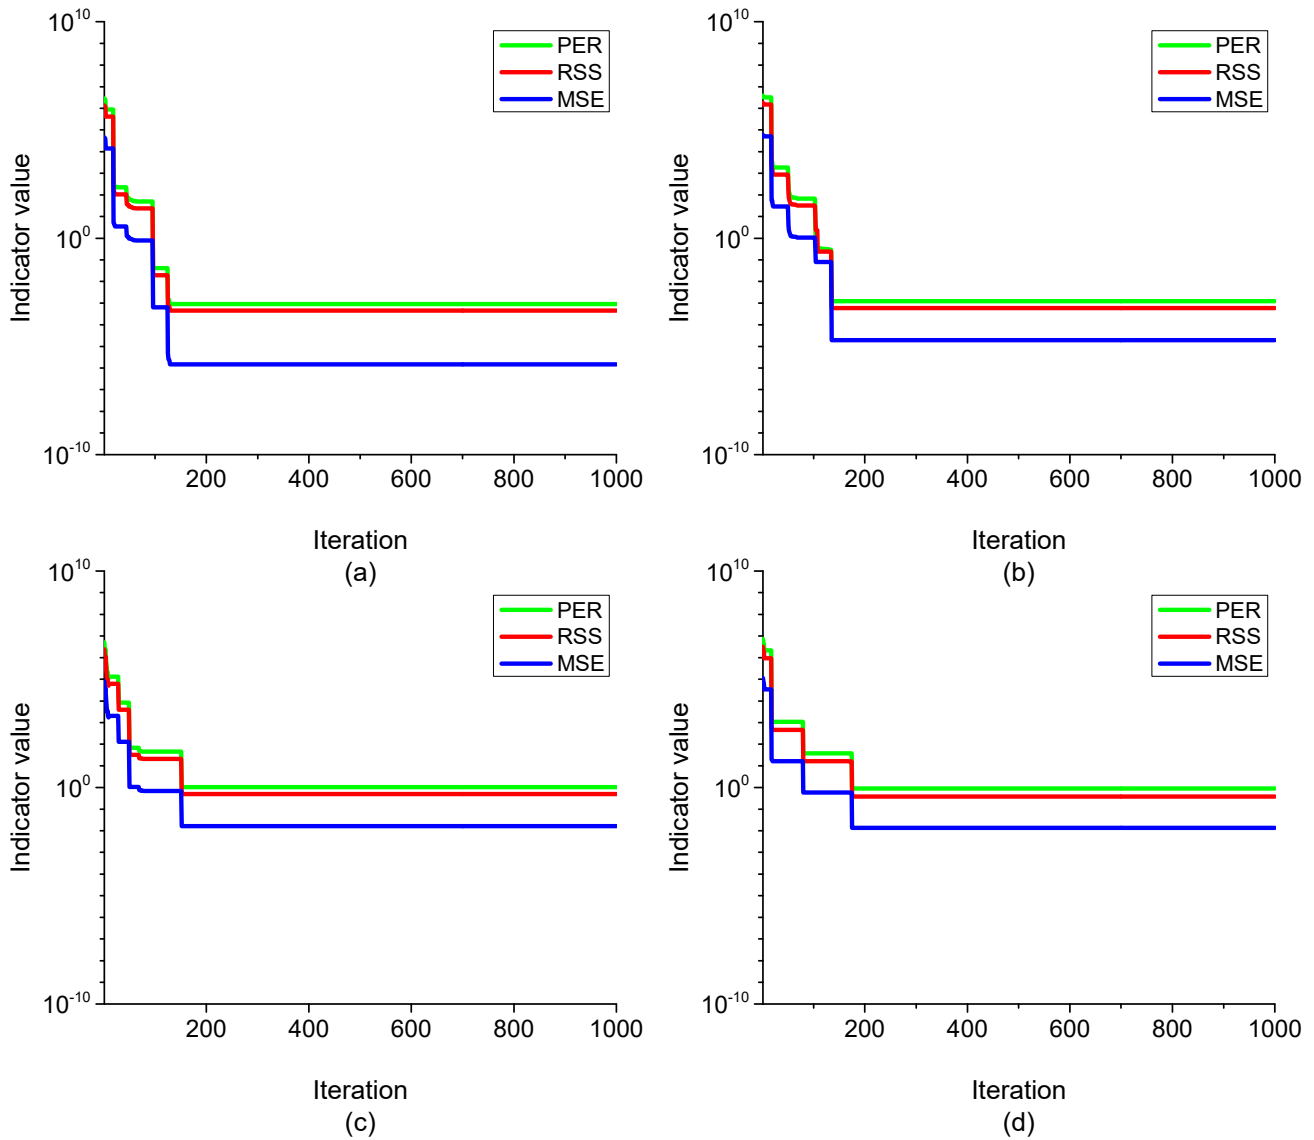 10^10
PER
RSS
MSE
Indicator value
10^0
10^-10
200 400 600 800 1000
Iteration
(a)
10^10
PER
RSS
MSE
Indicator value
10^0
10^-10
200 400 600 800 1000
Iteration
(b)
10^10
PER
RSS
MSE
Indicator value
10^0
10^-10
200 400 600 800 1000
Iteration
(c)
10^10
PER
RSS
MSE
Indicator value
10^0
10^-10
200 400 600 800 1000
Iteration
(d)